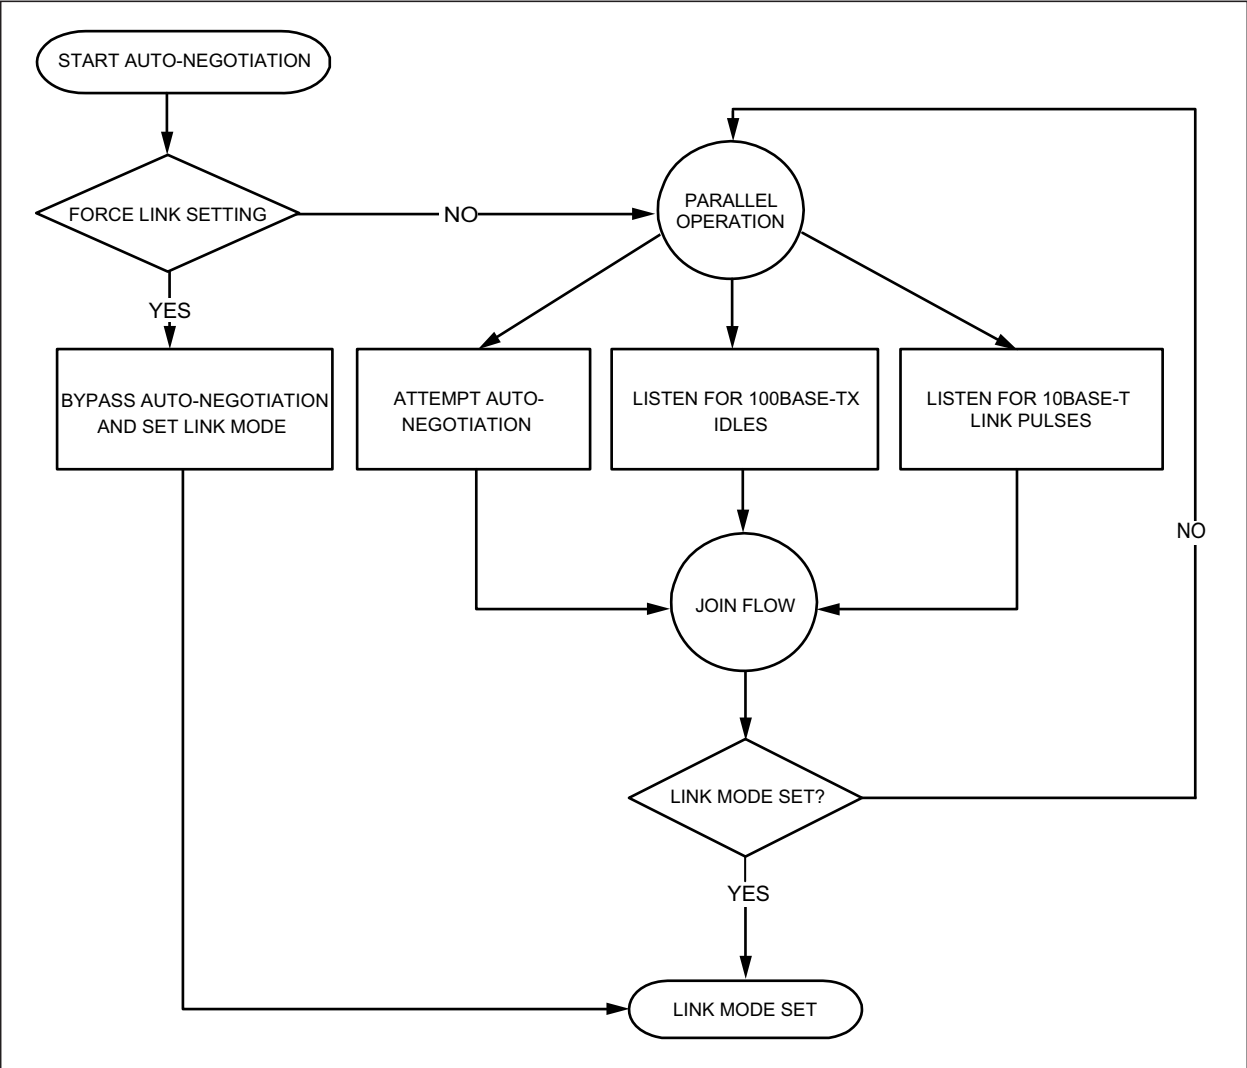 START AUTO-NEGOTIATION
FORCE LINK SETTING
NO
PARALLEL
OPERATION
YES
BYPASS AUTO-NEGOTIATION
AND SET LINK MODE
ATTEMPT AUTO-
NEGOTIATION
LISTEN FOR 100BASE-TX
IDLES
LISTEN FOR 10BASE-T
LINK PULSES
NO
JOIN FLOW
LINK MODE SET?
YES
LINK MODE SET